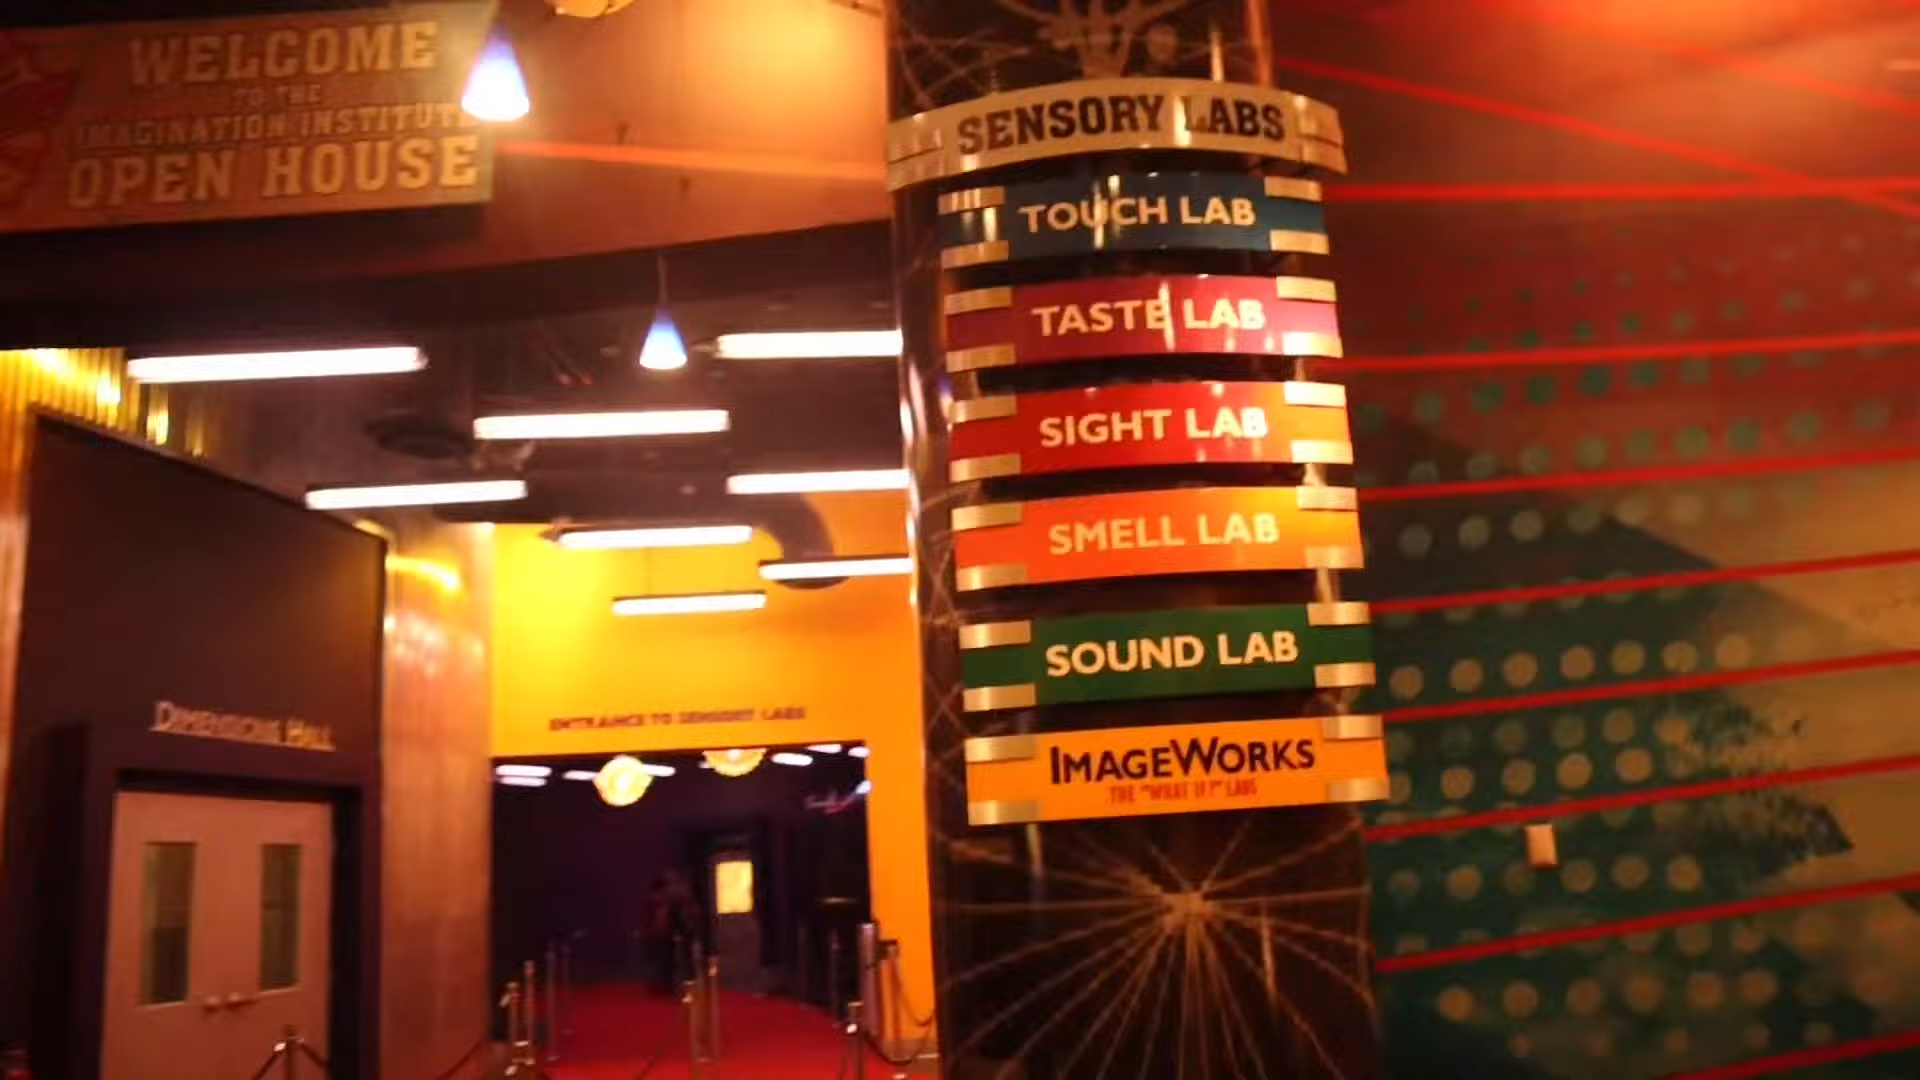 WELCOME
TO THE
IMAGINATION INSTITUTE
OPEN HOUSE
SENSORY LABS
TOUCH LAB
TASTE LAB
SIGHT LAB
SMELL LAB
SOUND LAB
IMAGEWORKS
THE "WHAT IF?" LABS
DIMENSIONS HALL
ENTRANCE TO SENSORY LABS